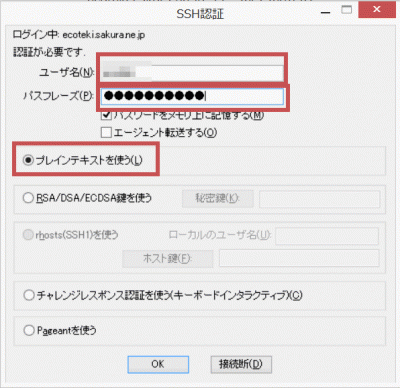 SSH認証
ログイン中: ecoteki.sakura.ne.jp
認証が必要です.
ユーザ名(N):
パスフレーズ(P): ●●●●●●●●●●
パスワードをメモリ上に記憶する(M)
エージェント転送する(O)
プレインテキストを使う(L)
RSA/DSA/ECDSA鍵を使う 秘密鍵(K):
rhosts(SSH1)を使う ローカルのユーザ名(U):
ホスト鍵(F):
チャレンジレスポンス認証を使う(キーボードインタラクティブ)(C)
Pageantを使う
OK 接続断(D)